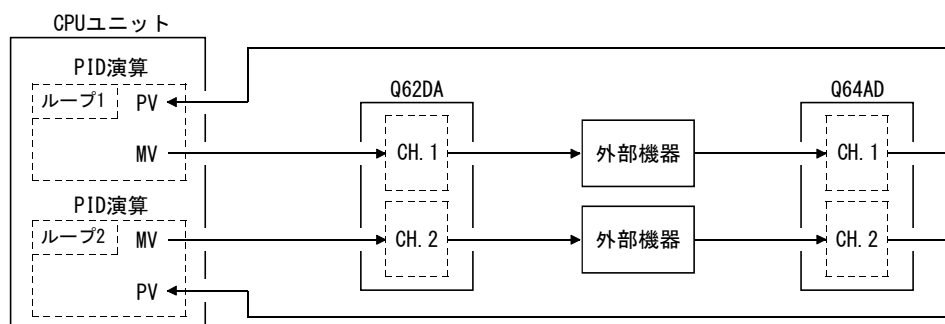 CPUユニット
PID演算
ループ1
PV
MV
Q62DA
CH.1
外部機器
Q64AD
CH.1
PID演算
ループ2
MV
PV
CH.2
外部機器
CH.2